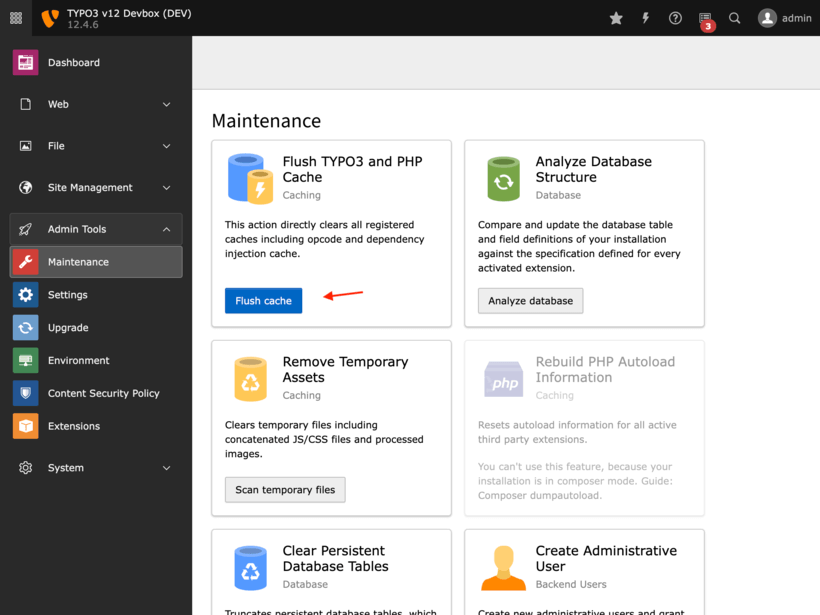 TYPO3 v12 Devbox (DEV)
12.4.6
3
admin
Dashboard
Web
File
Site Management
Admin Tools
Maintenance
Settings
Upgrade
Environment
Content Security Policy
Extensions
System
Maintenance
Flush TYPO3 and PHP
Cache
Caching
This action directly clears all registered
caches including opcode and dependency
injection cache.
Flush cache
Analyze Database
Structure
Database
Compare and update the database table
and field definitions of your installation
against the specification defined for every
activated extension.
Analyze database
Remove Temporary
Assets
Caching
Clears temporary files including
concatenated JS/CSS files and processed
images.
Scan temporary files
php
Rebuild PHP Autoload
Information
Caching
Resets autoload information for all active
third party extensions.
You can't use this feature, because your
installation is in composer mode. Guide:
Composer dumpautoload.
Clear Persistent
Database Tables
Database
Truncates persistent database tables, which
Create Administrative
User
Backend Users
Create new administrative users and grant